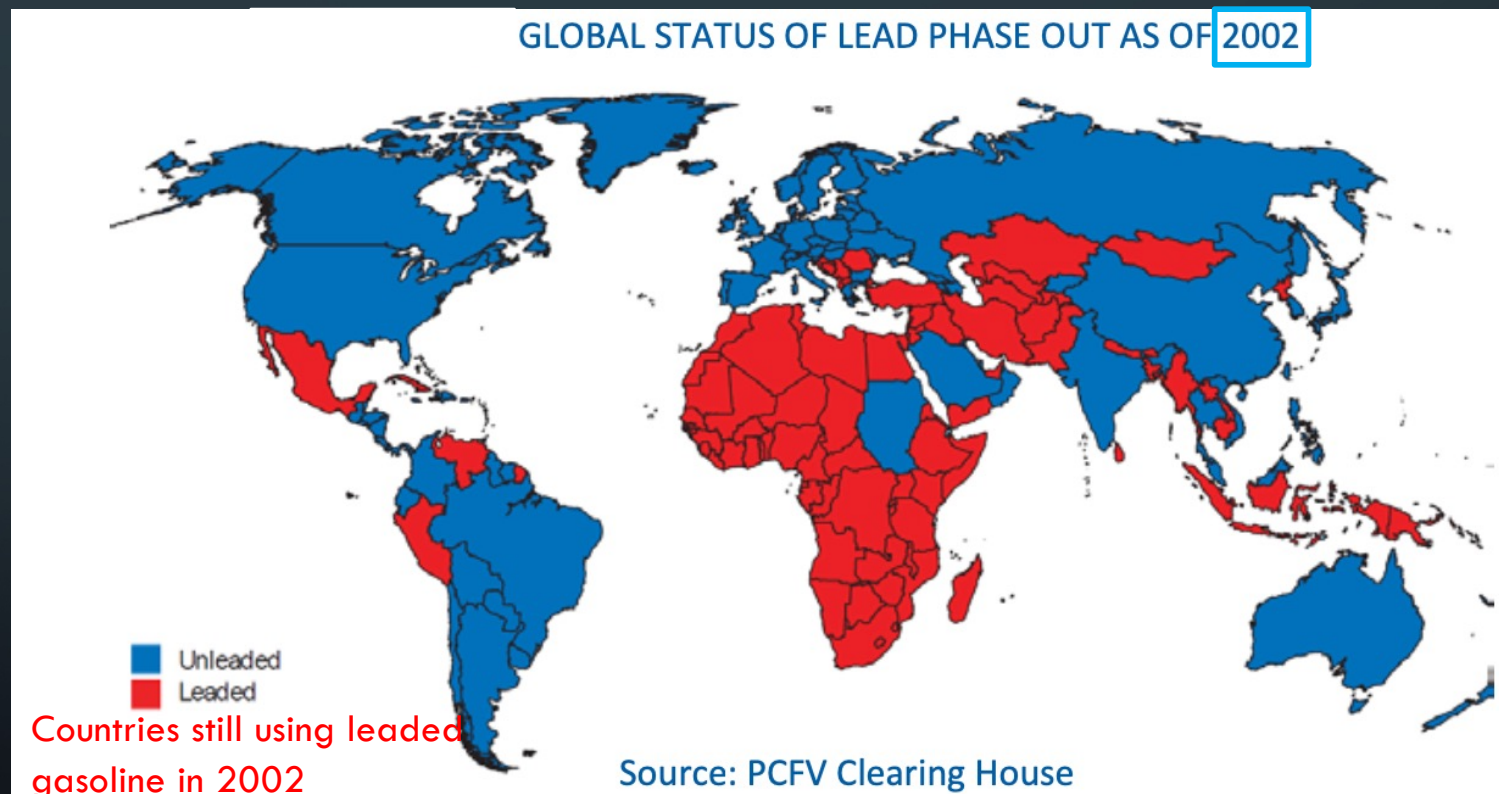 GLOBAL STATUS OF LEAD PHASE OUT AS OF 2002
Unleaded
Leaded
Countries still using leaded
gasoline in 2002
Source: PCFV Clearing House